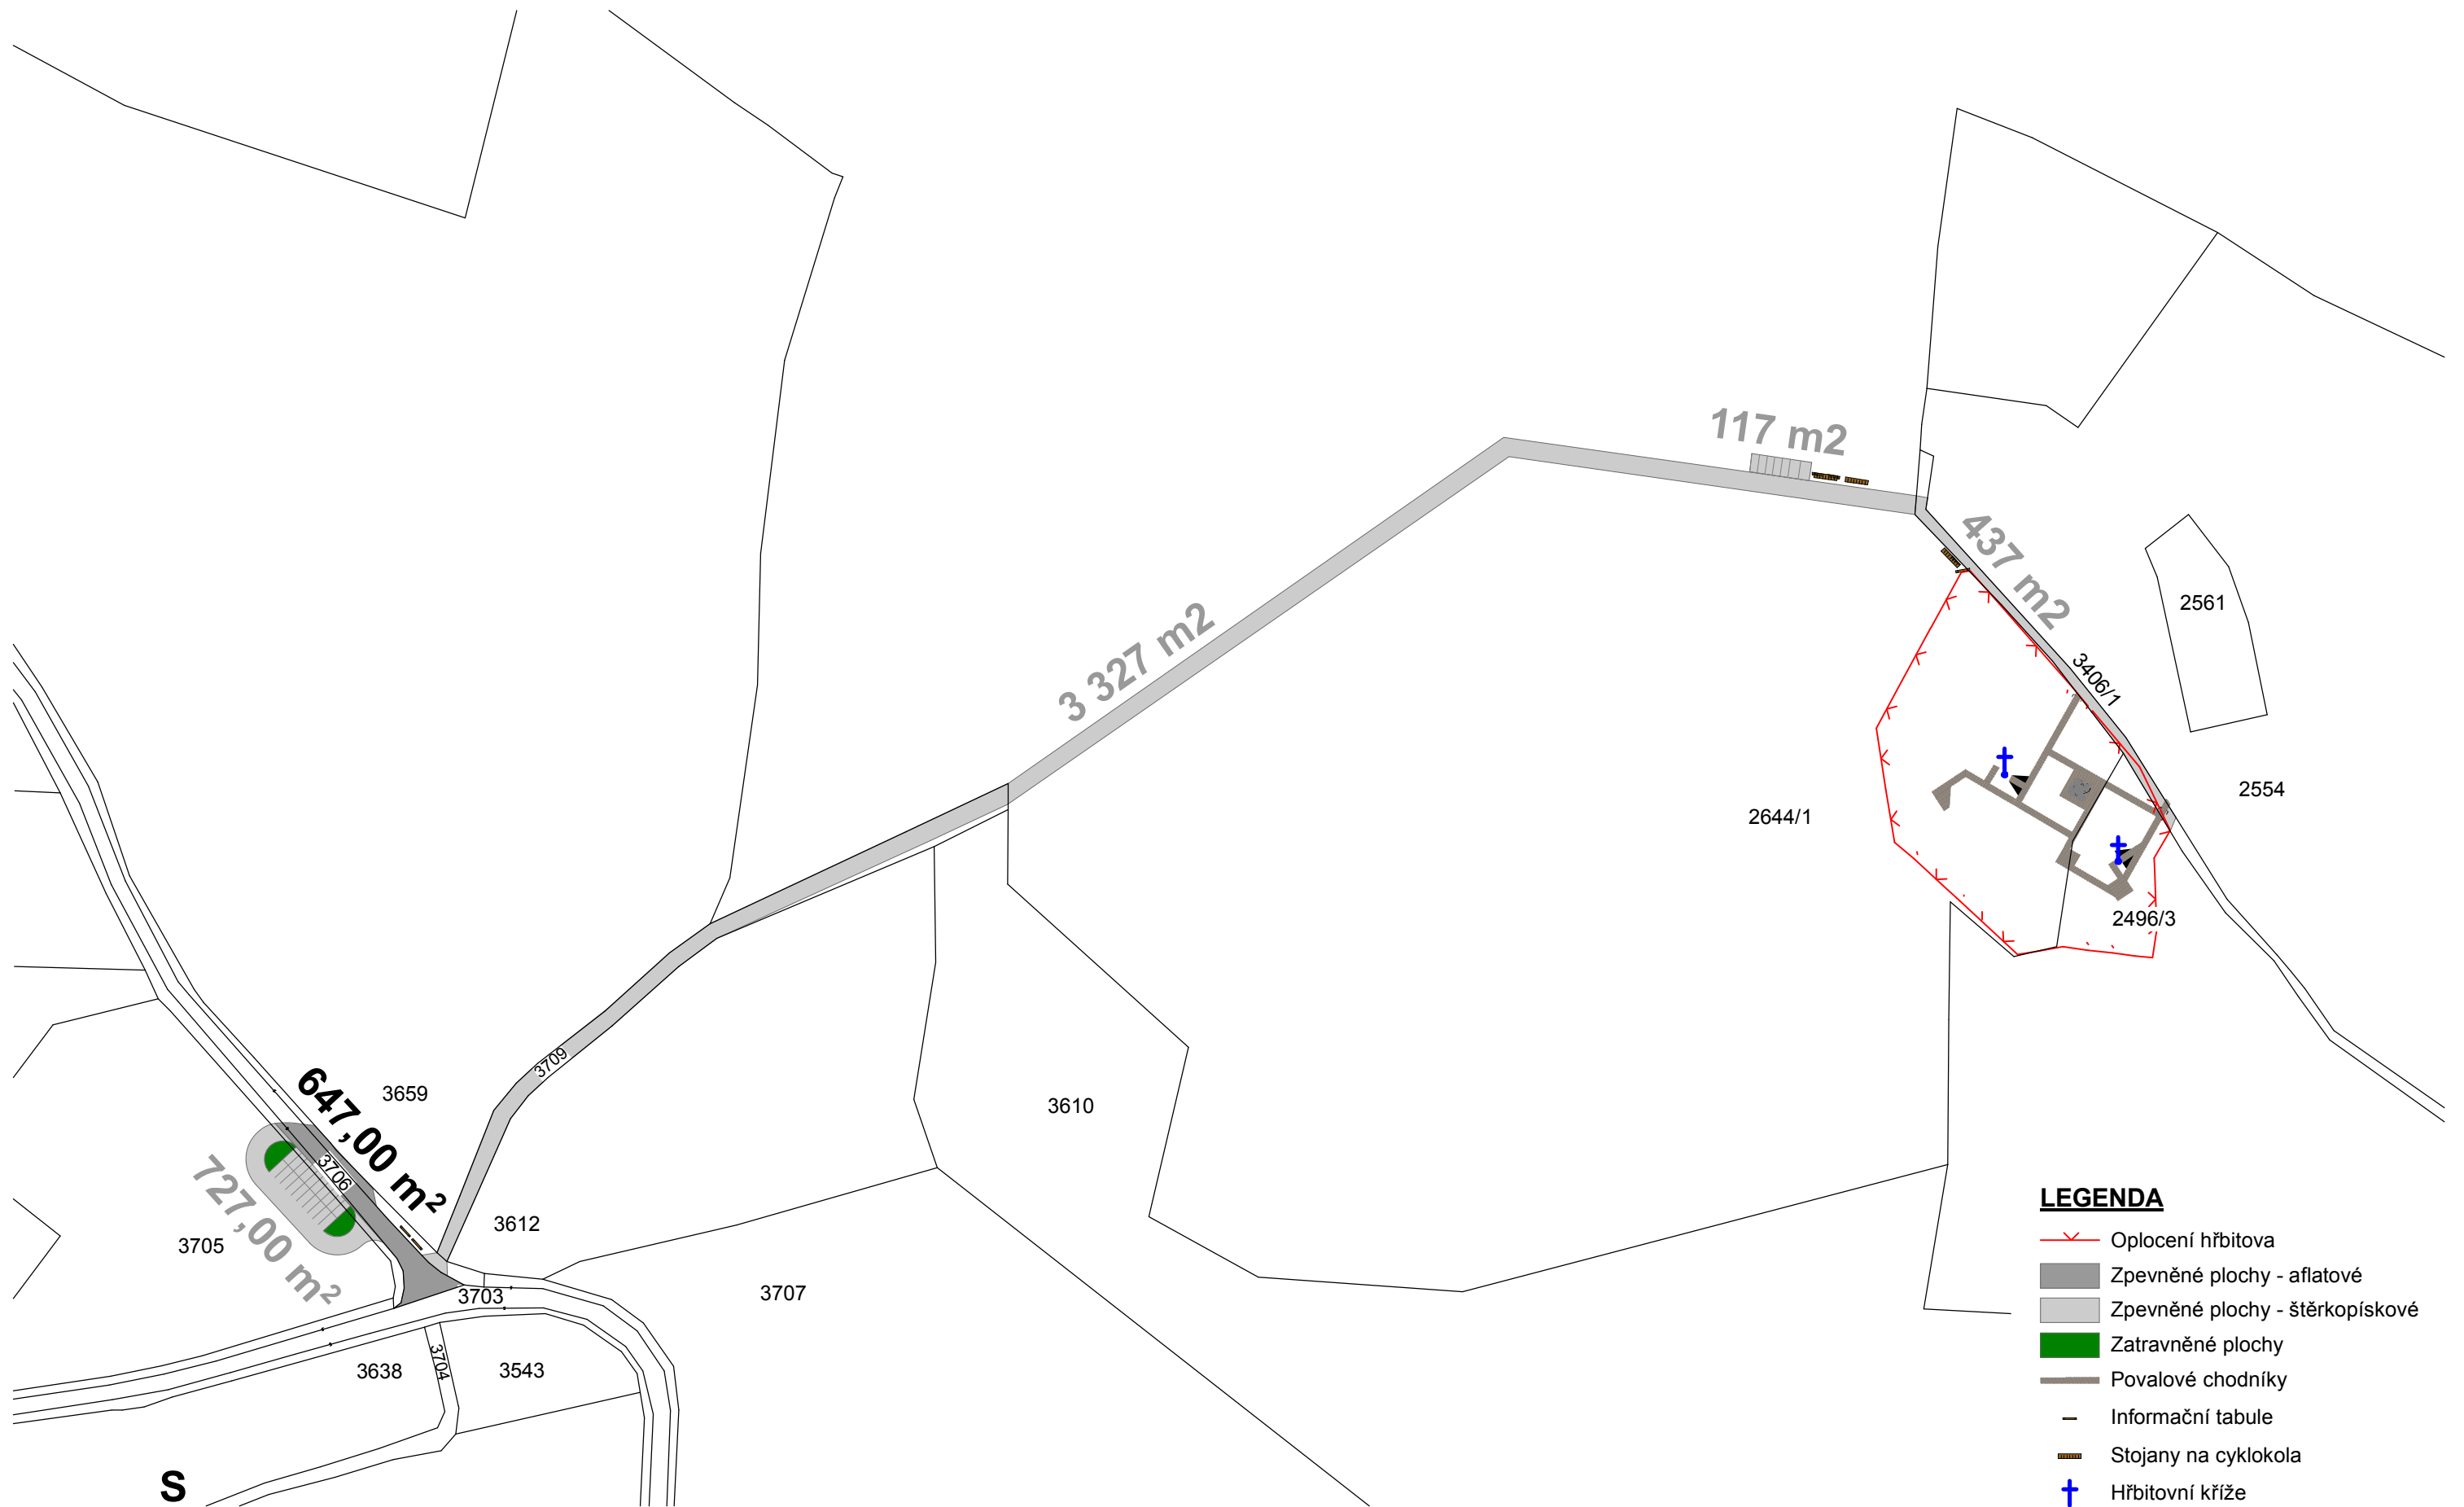 117 m2
437 m2
2561
3 327 m2
3406/1
2554
2644/1
2496/3
3709
647,00 m²
3659
3610
3706
727,00 m²
3705
3612
3703
3707
3638
3704
3543
S
LEGENDA
Oplocení hřbitova
Zpevněné plochy - aflatové
Zpevněné plochy - štěrkopískové
Zatravněné plochy
Povalové chodníky
Informační tabule
Stojany na cyklokola
Hřbitovní kříže